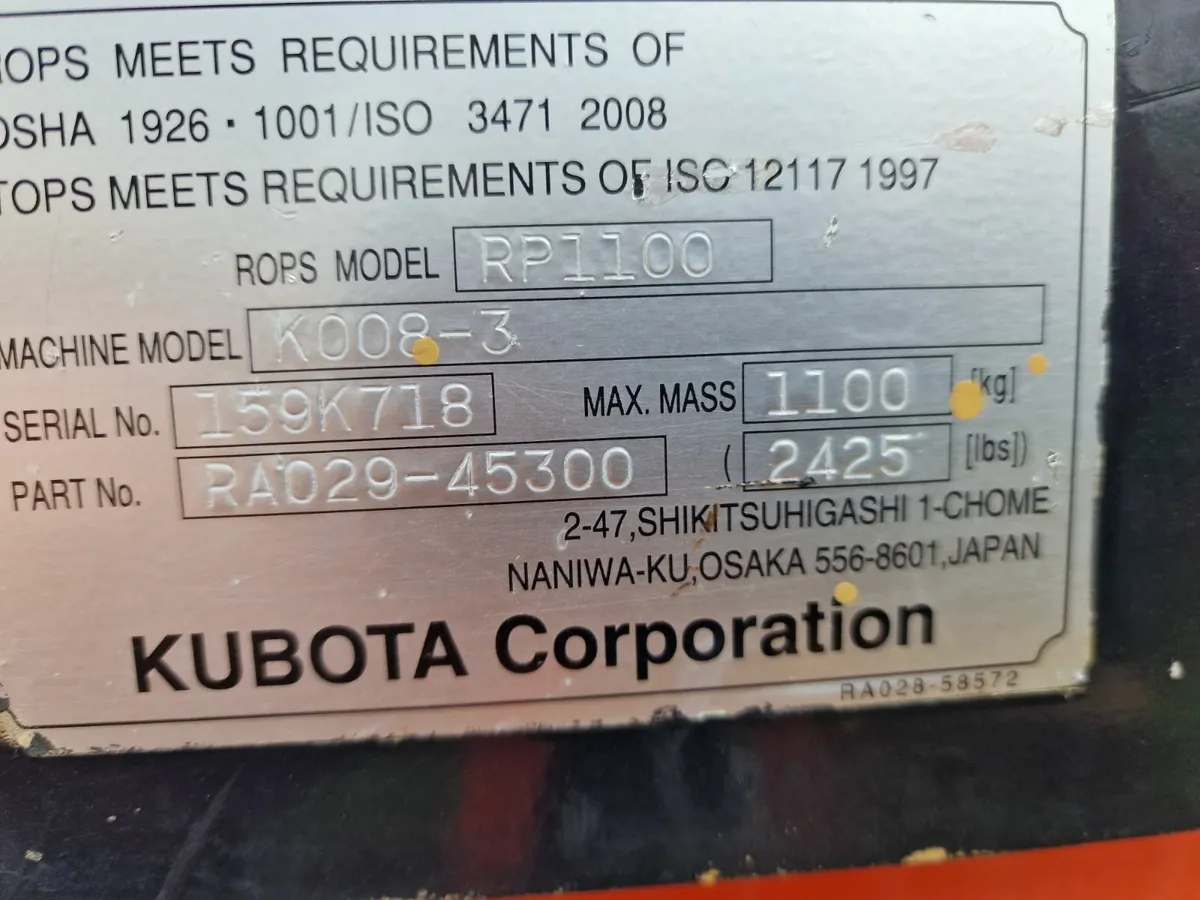 ROPS MEETS REQUIREMENTS OF
OSHA 1926・1001/ISO 3471 2008
TOPS MEETS REQUIREMENTS OF ISO 12117 1997
ROPS MODEL RP1100
MACHINE MODEL K008-3
SERIAL No. 159K718 MAX. MASS 1100 [kg]
PART No. RA029-45300 (2425 [lbs])
2-47,SHIKITSUHIGASHI 1-CHOME
NANIWA-KU,OSAKA 556-8601,JAPAN
KUBOTA Corporation
RA028-58572